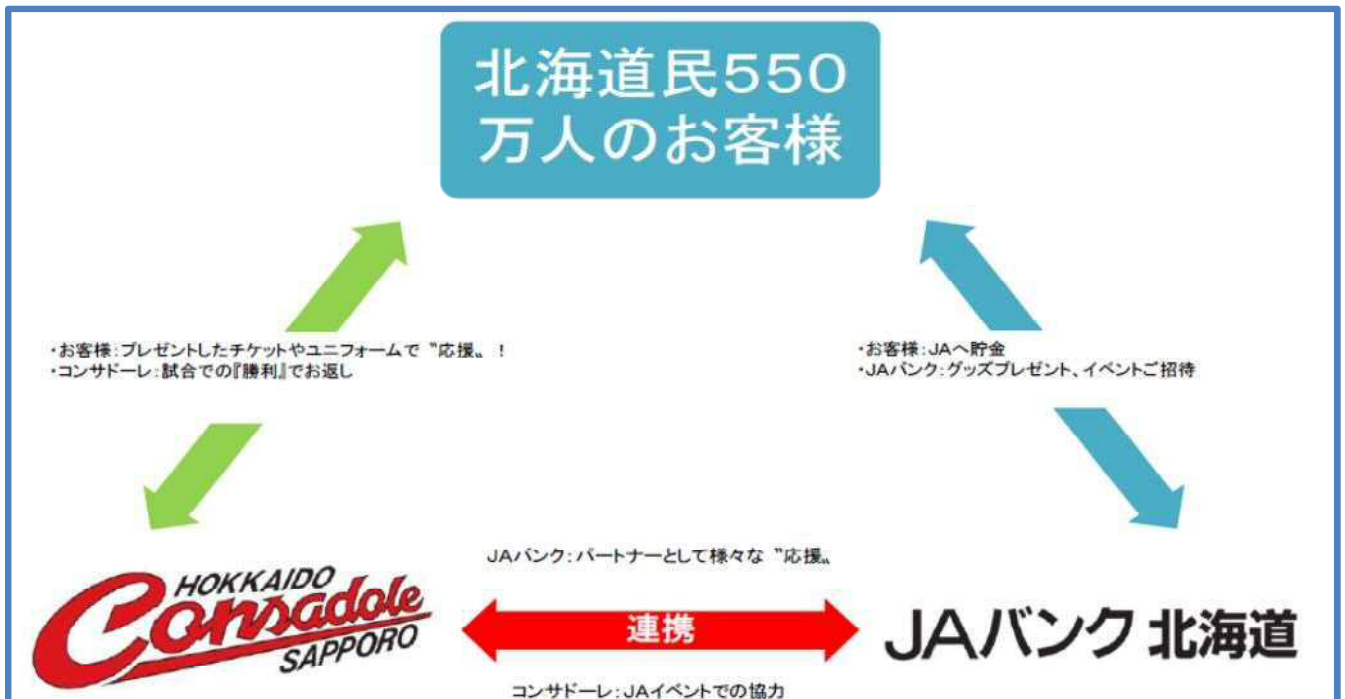 北海道民550
万人のお客様
・お客様:プレゼントしたチケットやユニフォームで〝応援〟！
・コンサドーレ:試合での『勝利』でお返し
・お客様:JAへ貯金
・JAバンク:グッズプレゼント、イベントご招待
JAバンク:パートナーとして様々な〝応援〟
HOKKAIDO
Consadole
SAPPORO
連携
JAバンク 北海道
コンサドーレ:JAイベントでの協力